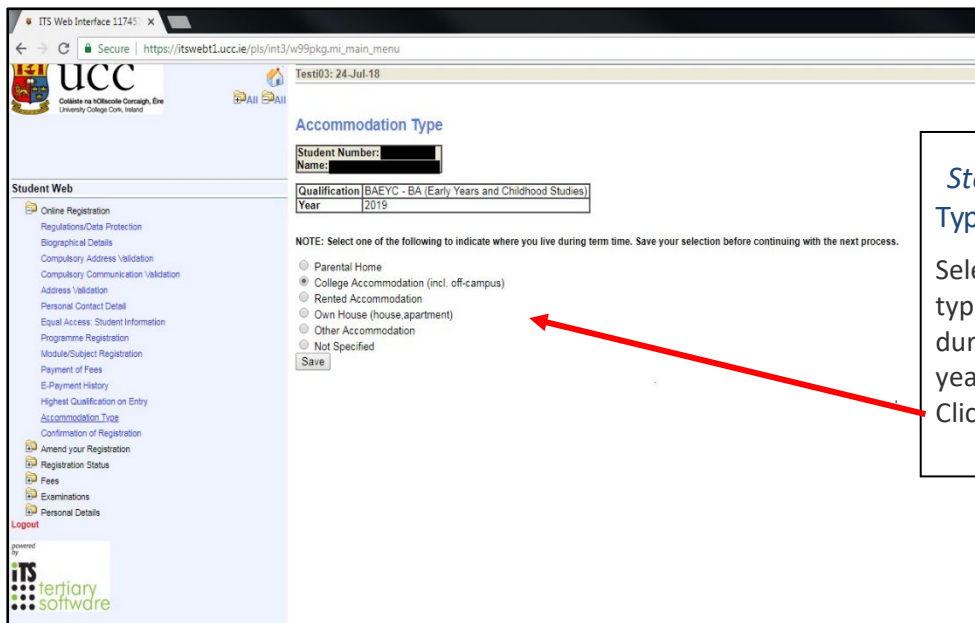 ITS Web Interface 11745
Secure | https://itswebt1.ucc.ie/pls/int3/w99pkg.mi_main_menu
UCC
Coláiste na hOllscoile Corcaigh, Éire
University College Cork, Ireland
All All
Student Web
Online Registration
Regulations/Data Protection
Biographical Details
Compulsory Address Validation
Compulsory Communication Validation
Address Validation
Personal Contact Detail
Equal Access: Student Information
Programme Registration
Module/Subject Registration
Payment of Fees
E-Payment History
Highest Qualification on Entry
Accommodation Type
Confirmation of Registration
Amend your Registration
Registration Status
Fees
Examinations
Personal Details
Logout
powered
by
iTS
tertiary
software
Testi03: 24-Jul-18
Accommodation Type
Student Number:
Name:
Qualification BAEYC - BA (Early Years and Childhood Studies)
Year 2019
NOTE: Select one of the following to indicate where you live during term time. Save your selection before continuing with the next process.
Parental Home
College Accommodation (incl. off-campus)
Rented Accommodation
Own House (house,apartment)
Other Accommodation
Not Specified
Save